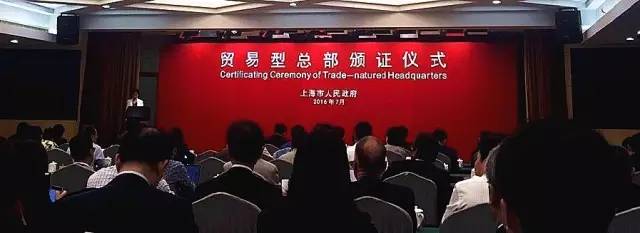 贸易型总部颁证仪式
Certificating Ceremony of Trade—natured Headquarters
上海市人民政府
2016年7月